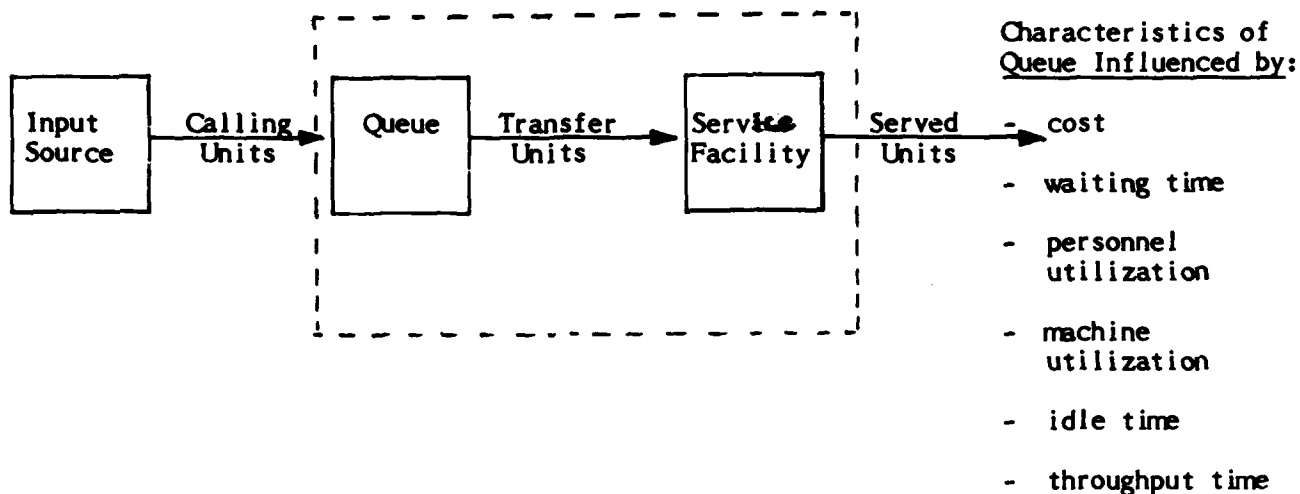 Input
Source
Calling
Units
Queue
Transfer
Units
Service
Facility
Served
Units
Characteristics of
Queue Influenced by:
- cost
- waiting time
- personnel
utilization
- machine
utilization
- idle time
- throughput time